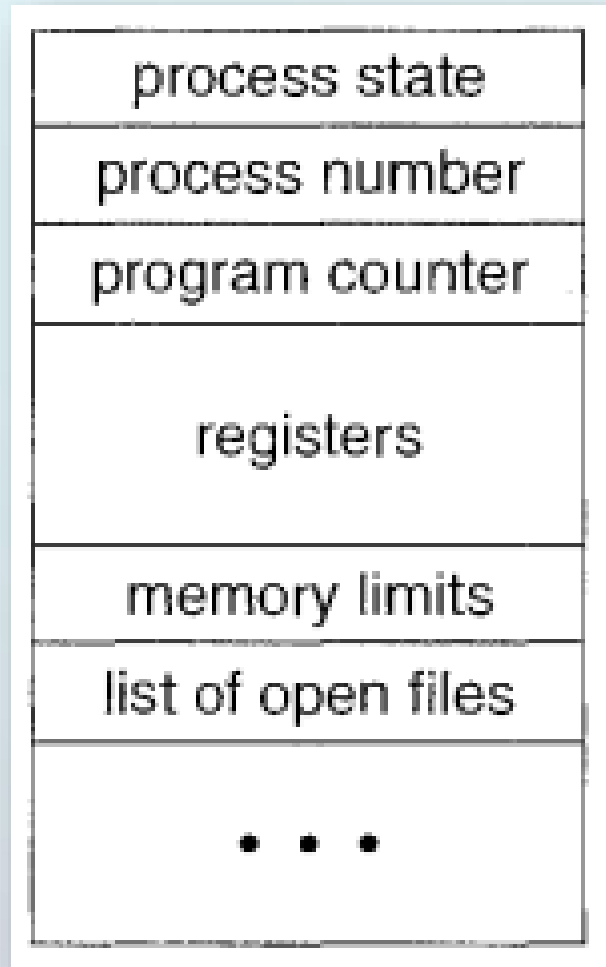 process state
process number
program counter
registers
memory limits
list of open files
• • •